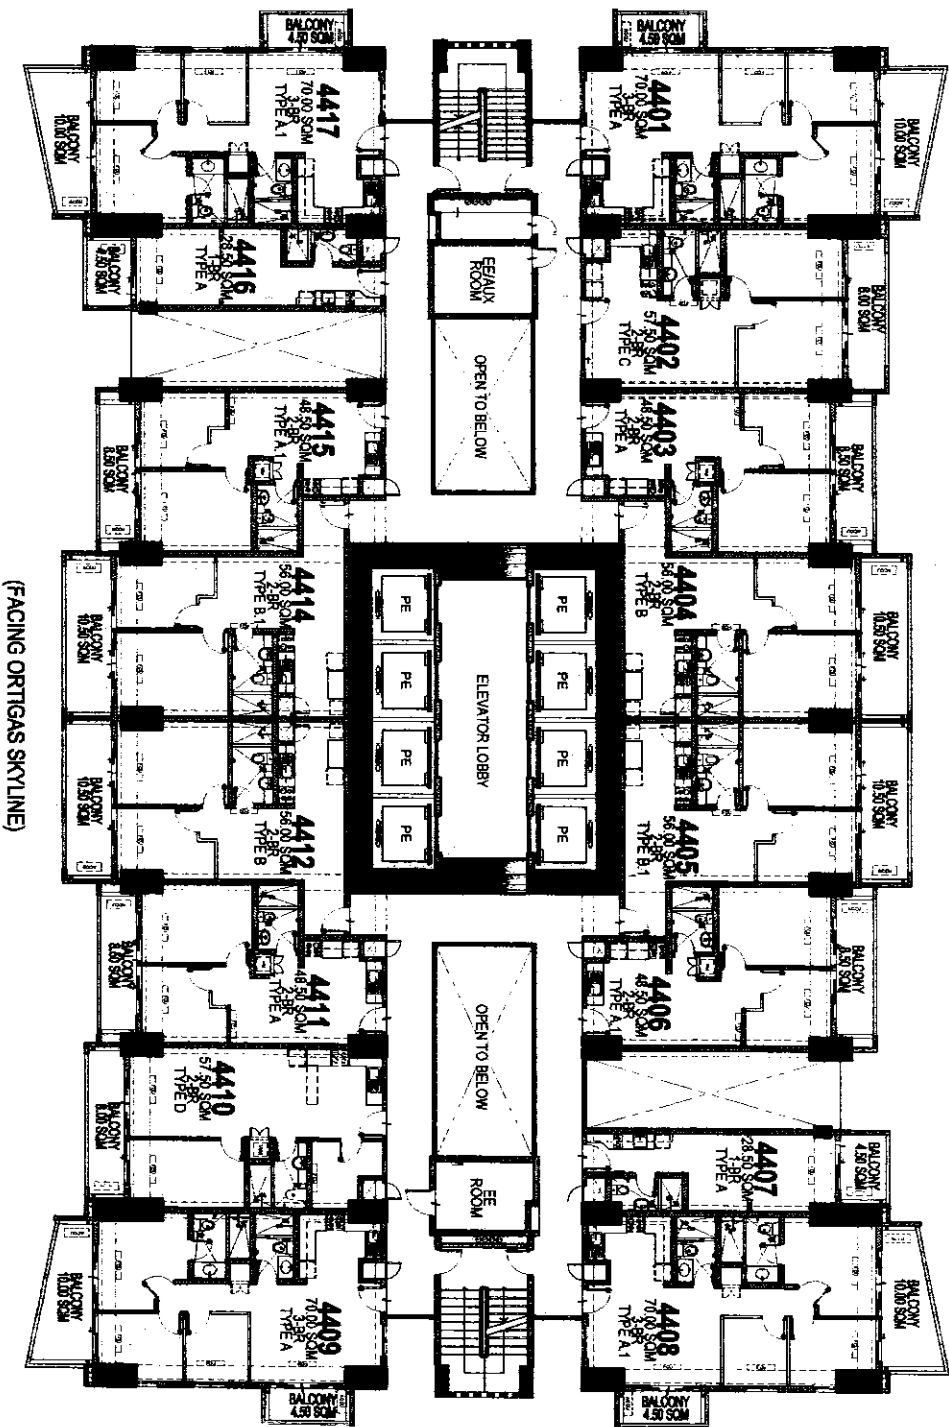 BALCONY
4.50 SQM
BALCONY
4.50 SQM
4417
70.00 SQM
3-BR
TYPE A.1
BALCONY
10.00 SQM
4401
70.00 SQM
3-BR
TYPE A
BALCONY
10.00 SQM
4416
28.50 SQM
1-BR
TYPE A
BALCONY
4.50 SQM
EE/AUX
ROOM
4402
57.50 SQM
2-BR
TYPE C
BALCONY
8.00 SQM
OPEN TO BELOW
4415
48.50 SQM
2-BR
TYPE A.1
BALCONY
8.50 SQM
4403
48.50 SQM
2-BR
TYPE A
BALCONY
8.50 SQM
4414
56.00 SQM
2-BR
TYPE B.1
BALCONY
10.50 SQM
4404
56.00 SQM
2-BR
TYPE B
BALCONY
10.50 SQM
PE
PE
PE
PE
ELEVATOR LOBBY
PE
PE
PE
PE
(FACING ORTIGAS SKYLINE)
4412
56.00 SQM
2-BR
TYPE B
BALCONY
10.50 SQM
4405
56.00 SQM
2-BR
TYPE B.1
BALCONY
10.50 SQM
4411
48.50 SQM
2-BR
TYPE A
BALCONY
8.50 SQM
4406
48.50 SQM
2-BR
TYPE A.1
BALCONY
8.50 SQM
OPEN TO BELOW
4410
57.50 SQM
2-BR
TYPE D
BALCONY
8.00 SQM
4407
28.50 SQM
1-BR
TYPE A
BALCONY
4.50 SQM
EE
ROOM
4409
70.00 SQM
3-BR
TYPE A
BALCONY
10.00 SQM
4408
70.00 SQM
3-BR
TYPE A.1
BALCONY
10.00 SQM
BALCONY
4.50 SQM
BALCONY
4.50 SQM